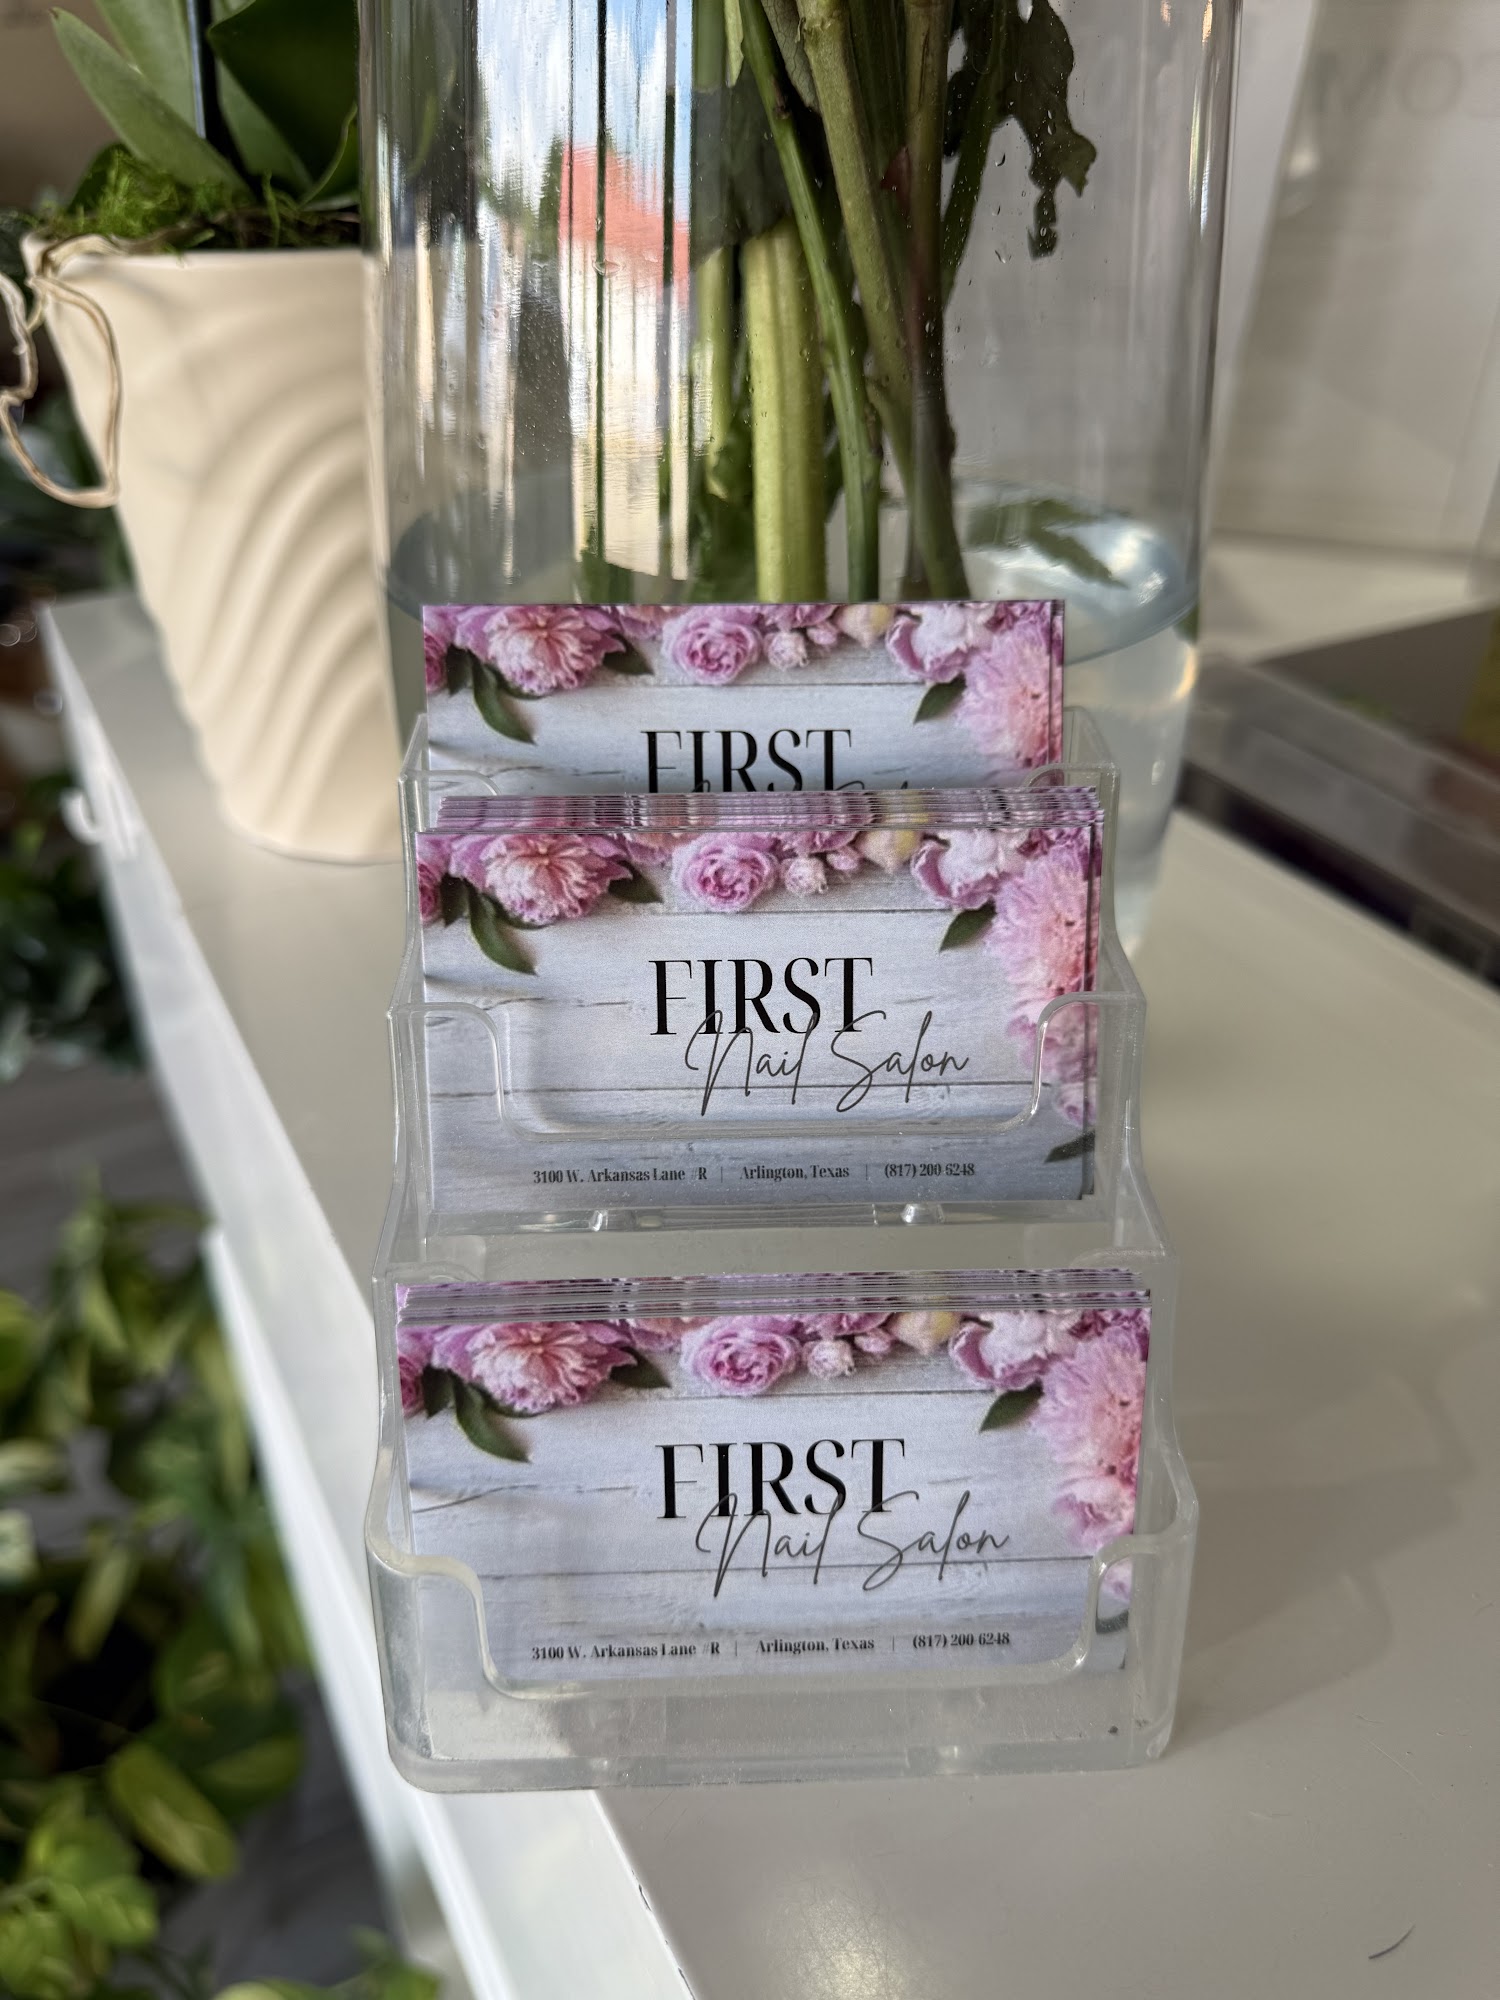 FIRST
FIRST
Nail Salon
3100 W. Arkansas Lane #R | Arlington, Texas | (817) 200 6248
FIRST
Nail Salon
3100 W. Arkansas Lane #R | Arlington, Texas | (817) 200 6248